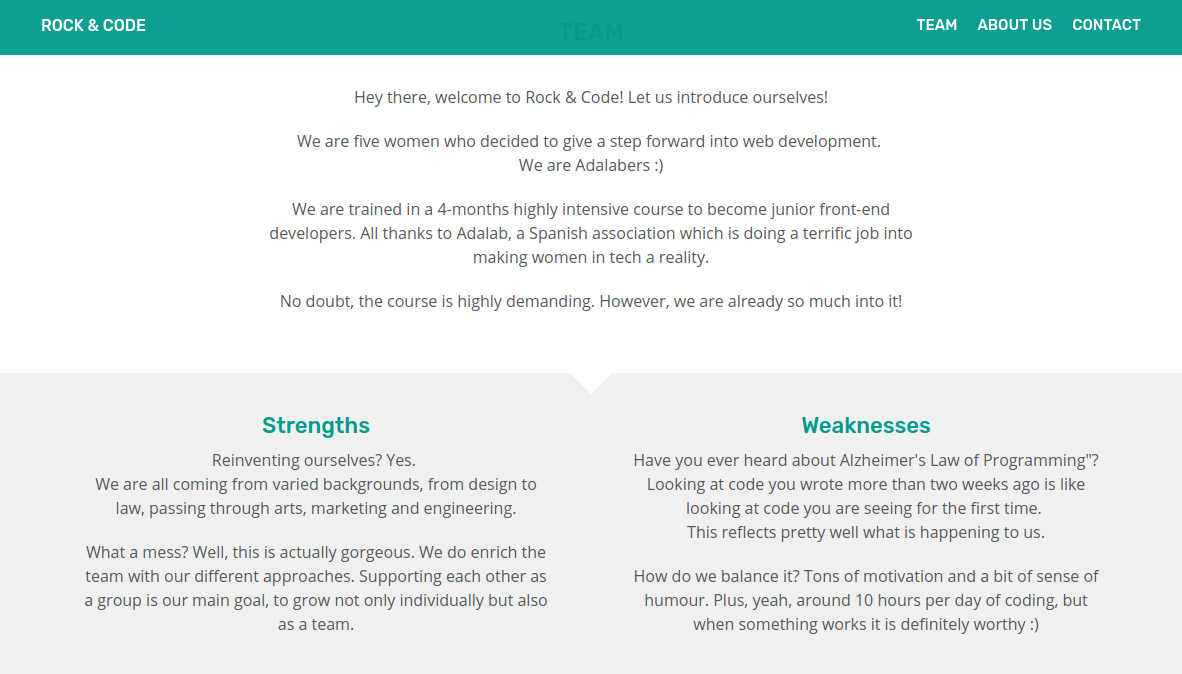 ROCK & CODE
TEAM
TEAM ABOUT US CONTACT
Hey there, welcome to Rock & Code! Let us introduce ourselves!
We are five women who decided to give a step forward into web development.
We are Adalabers :)
We are trained in a 4-months highly intensive course to become junior front-end
developers. All thanks to Adalab, a Spanish association which is doing a terrific job into
making women in tech a reality.
No doubt, the course is highly demanding. However, we are already so much into it!
Strengths
Reinventing ourselves? Yes.
We are all coming from varied backgrounds, from design to
law, passing through arts, marketing and engineering.
What a mess? Well, this is actually gorgeous. We do enrich the
team with our different approaches. Supporting each other as
a group is our main goal, to grow not only individually but also
as a team.
Weaknesses
Have you ever heard about Alzheimer's Law of Programming"?
Looking at code you wrote more than two weeks ago is like
looking at code you are seeing for the first time.
This reflects pretty well what is happening to us.
How do we balance it? Tons of motivation and a bit of sense of
humour. Plus, yeah, around 10 hours per day of coding, but
when something works it is definitely worthy :)